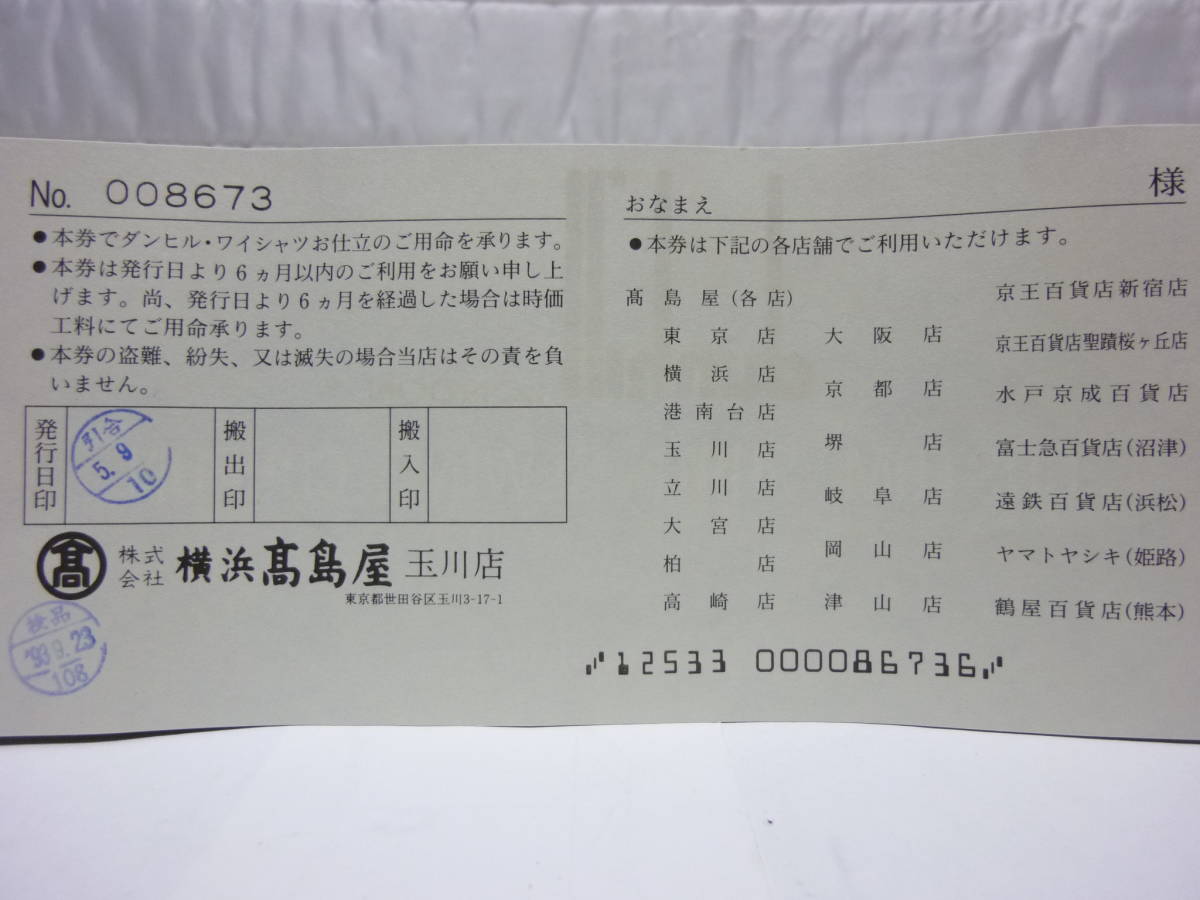 No. 008673
●本券でダンヒル・ワイシャツお仕立のご用命を承ります。
●本券は発行日より6ヵ月以内のご利用をお願い申し上
げます。尚、発行日より6ヵ月を経過した場合は時価
工料にてご用命承ります。
●本券の盗難、紛失、又は滅失の場合当店はその責を負
いません。
発行日印
引合
5.9
10
搬出印
搬入印
髙
株式会社 横浜髙島屋 玉川店
東京都世田谷区玉川3-17-1
検品
'93 9.23
108
おなまえ 様
●本券は下記の各店舗でご利用いただけます。
髙島屋(各店)
東京店
横浜店
港南台店
玉川店
立川店
大宮店
柏店
高崎店
大阪店
京都店
堺店
岐阜店
岡山店
津山店
京王百貨店新宿店
京王百貨店聖蹟桜ヶ丘店
水戸京成百貨店
富士急百貨店(沼津)
遠鉄百貨店(浜松)
ヤマトヤシキ(姫路)
鶴屋百貨店(熊本)
⑈12533 000086736⑈